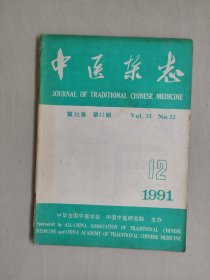 中医杂志
JOURNAL OF TRADITIONAL CHINESE MEDICINE
第32卷 第12期 Vol. 32 No.12
12
1991
中华全国中医学会 中国中医研究院 主办
Sponsored by ALL-CHINA ASSOCIATION OF TRADITIONAL CHINESE
MEDICINE and CHINA ACADEMY OF TRADITIONAL CHINESE MEDICINE